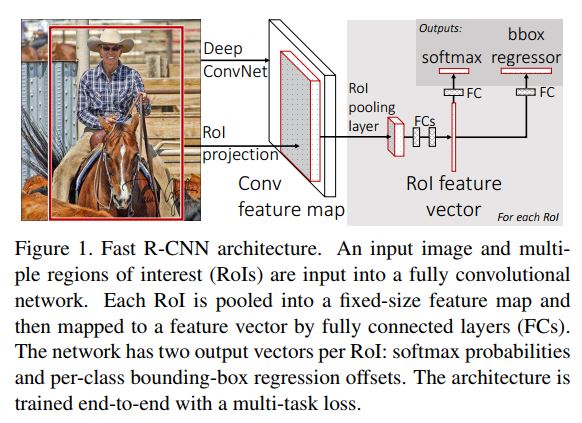 Outputs:
bbox
softmax regressor
Deep
ConvNet
FC
FC
RoI
pooling
layer
FCs
RoI
projection
Conv
feature map
RoI feature
vector
For each RoI
Figure 1. Fast R-CNN architecture. An input image and multi-
ple regions of interest (RoIs) are input into a fully convolutional
network. Each RoI is pooled into a fixed-size feature map and
then mapped to a feature vector by fully connected layers (FCs).
The network has two output vectors per RoI: softmax probabilities
and per-class bounding-box regression offsets. The architecture is
trained end-to-end with a multi-task loss.